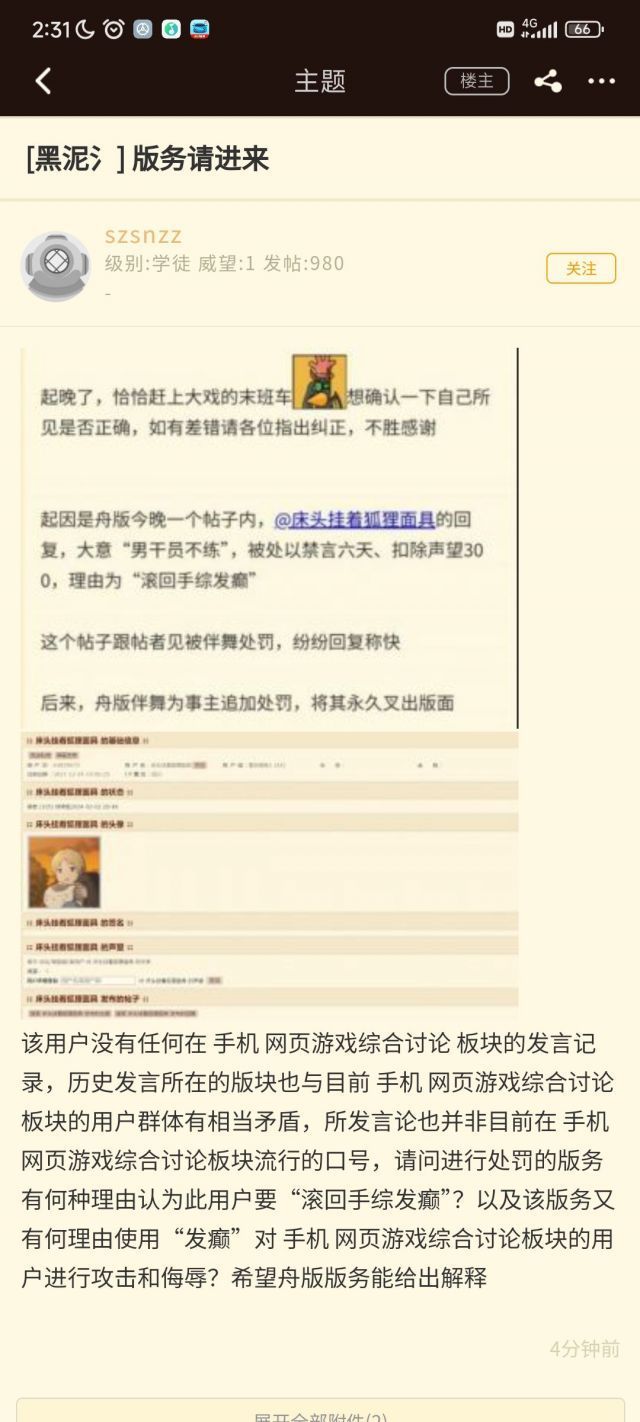 2:31
HD 4G 66
主题
楼主
[黑泥氵] 版务请进来
szsnzz
级别:学徒 威望:1 发帖:980
关注
-
起晚了，恰恰赶上大戏的末班车 想确认一下自己所
见是否正确，如有差错请各位指出纠正，不胜感谢
起因是舟版今晚一个帖子内，@床头挂着狐狸面具的回
复，大意“男干员不练”，被处以禁言六天、扣除声望30
0，理由为“滚回手综发癫”
这个帖子跟帖者见被伴舞处罚，纷纷回复称快
后来，舟版伴舞为事主追加处罚，将其永久叉出版面
:: 床头挂着狐狸面具 的基础信息 ::
:: 床头挂着狐狸面具 的状态 ::
:: 床头挂着狐狸面具 的头像 ::
:: 床头挂着狐狸面具 的签名 ::
:: 床头挂着狐狸面具 的声望 ::
:: 床头挂着狐狸面具 发布的帖子 ::
该用户没有任何在 手机 网页游戏综合讨论 板块的发言记
录，历史发言所在的版块也与目前 手机 网页游戏综合讨论
板块的用户群体有相当矛盾，所发言论也并非目前在 手机
网页游戏综合讨论板块流行的口号，请问进行处罚的版务
有何种理由认为此用户要“滚回手综发癫”？以及该版务又
有何理由使用“发癫”对 手机 网页游戏综合讨论板块的用
户进行攻击和侮辱？希望舟版版务能给出解释
4分钟前
展开全部附件(2)